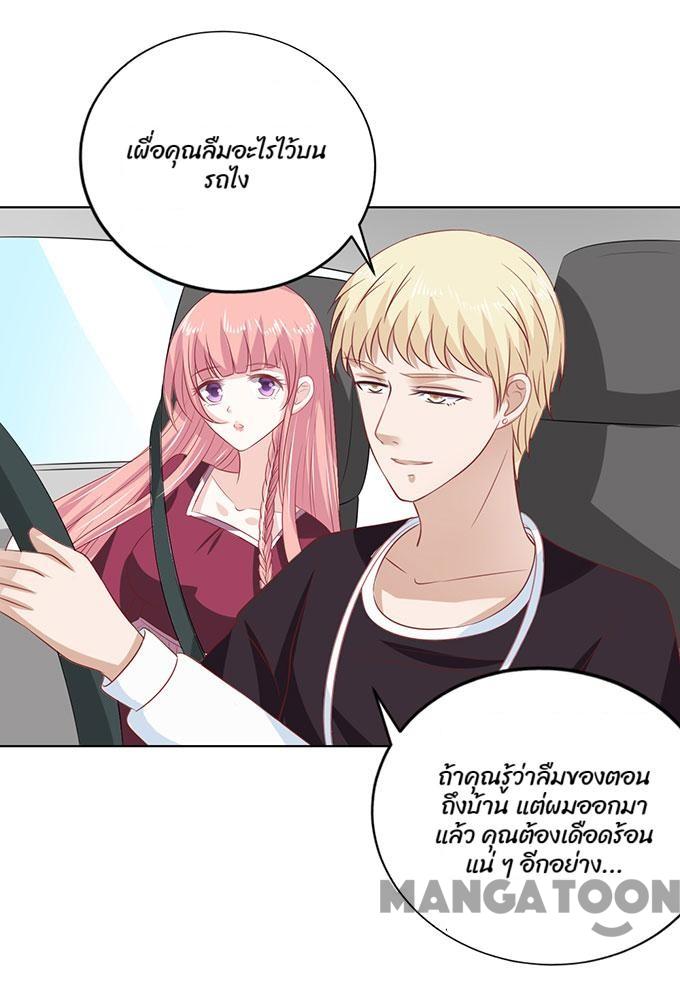 เผื่อคุณลืมอะไรไว้บน
รถไง
ถ้าคุณรู้ว่าลืมของตอน
ถึงบ้าน แต่ผมออกมา
แล้ว คุณต้องเดือดร้อน
แน่ ๆ อีกอย่าง...
MANGATOON